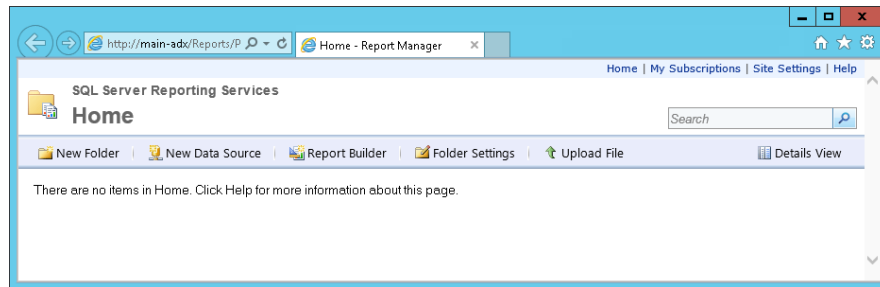 http://main-adx/Reports/P
Home - Report Manager
Home | My Subscriptions | Site Settings | Help
SQL Server Reporting Services
Home
Search
New Folder
New Data Source
Report Builder
Folder Settings
Upload File
Details View
There are no items in Home. Click Help for more information about this page.